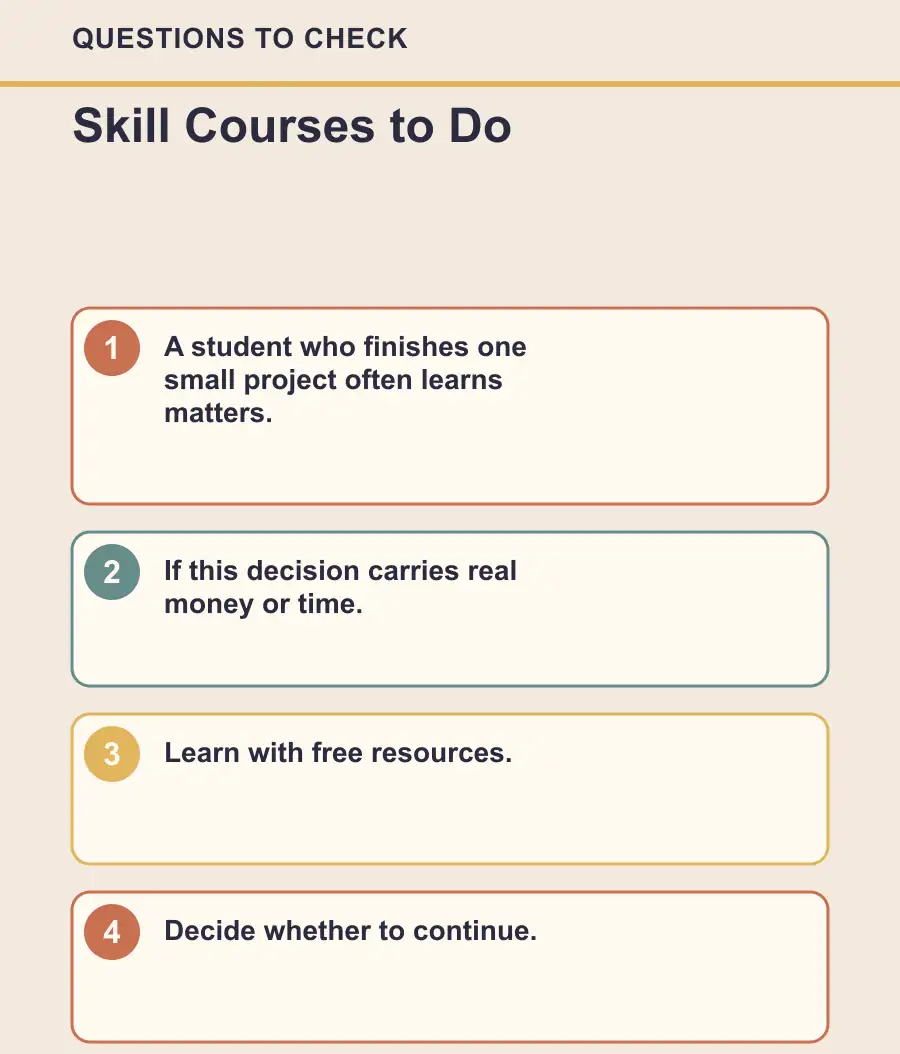 QUESTIONS TO CHECK
Skill Courses to Do
1
A student who finishes one
small project often learns
matters.
2
If this decision carries real
money or time.
3
Learn with free resources.
4
Decide whether to continue.